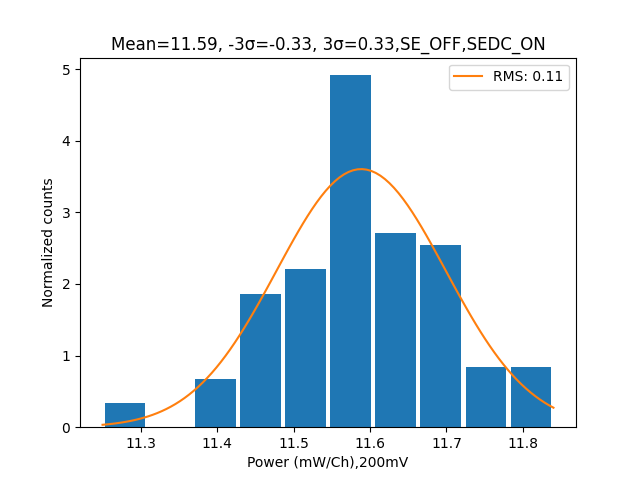 Mean=11.59, -3σ=-0.33, 3σ=0.33,SE_OFF,SEDC_ON
RMS: 0.11
Normalized counts
5
4
3
2
1
0
11.3 11.4 11.5 11.6 11.7 11.8
Power (mW/Ch),200mV